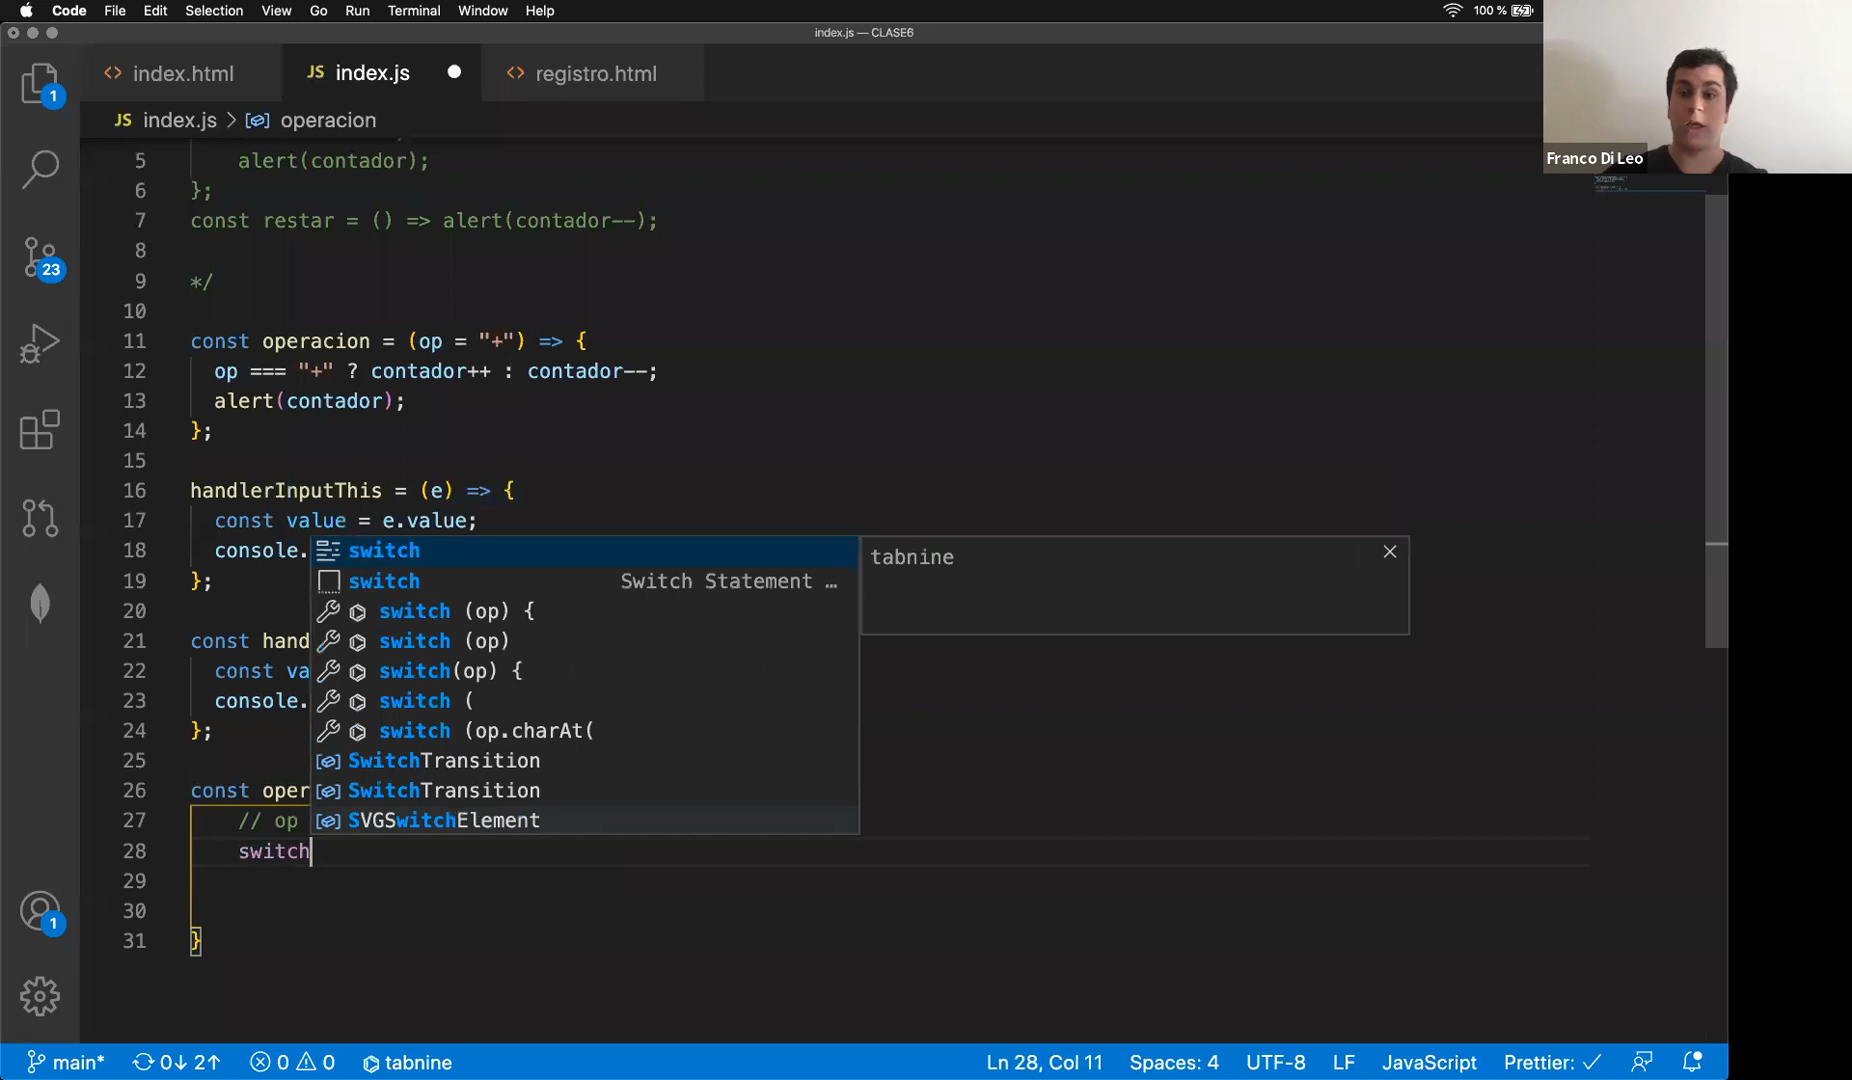 Code File Edit Selection View Go Run Terminal Window Help 100 %
index.js — CLASE6
index.html
JS index.js
registro.html
JS index.js > operacion
Franco Di Leo
1
23
1
5 alert(contador);
6 };
7 const restar = () => alert(contador--);
8
9 */
10
11 const operacion = (op = "+") => {
12 op === "+" ? contador++ : contador--;
13 alert(contador);
14 };
15
16 handlerInputThis = (e) => {
17 const value = e.value;
18 console.
19 };
20
21 const hand
22 const va
23 console.
24 };
25
26 const oper
27 // op
28 switch
29
30
31 }
switch
switch Switch Statement …
switch (op) {
switch (op)
switch(op) {
switch (
switch (op.charAt(
SwitchTransition
SwitchTransition
SVGSwitchElement
tabnine
main* 0↓ 2↑ 0 0 tabnine Ln 28, Col 11 Spaces: 4 UTF-8 LF JavaScript Prettier: ✓